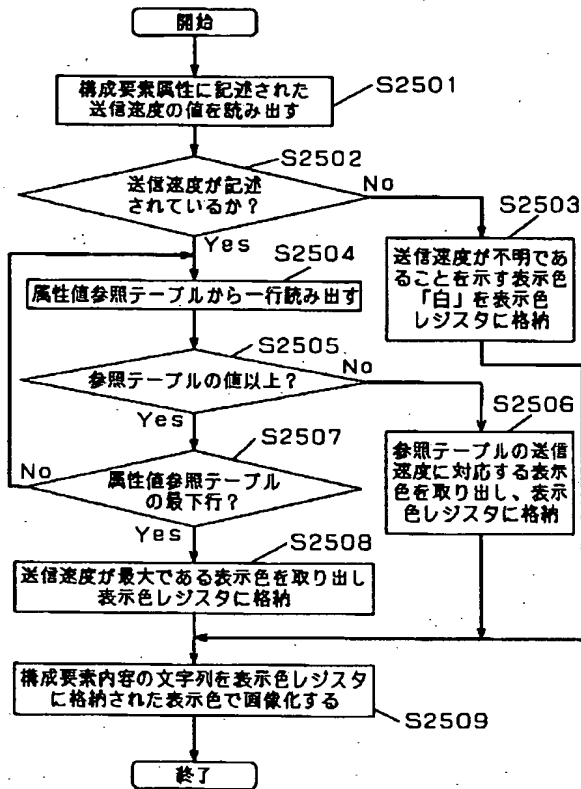 開始
構成要素属性に記述された
送信速度の値を読み出す
S2501
S2502
送信速度が記述
されているか？
No
Yes
S2503
送信速度が不明であ
ることを示す表示色
「白」を表示色
レジスタに格納
S2504
属性値参照テーブルから一行読み出す
S2505
参照テーブルの値以上？
No
Yes
S2506
参照テーブルの送信
速度に対応する表示
色を取り出し、表示
色レジスタに格納
S2507
属性値参照テーブル
の最下行？
No
Yes
S2508
送信速度が最大である表示色を取り出し
表示色レジスタに格納
構成要素内容の文字列を表示色レジスタ
に格納された表示色で画像化する
S2509
終了